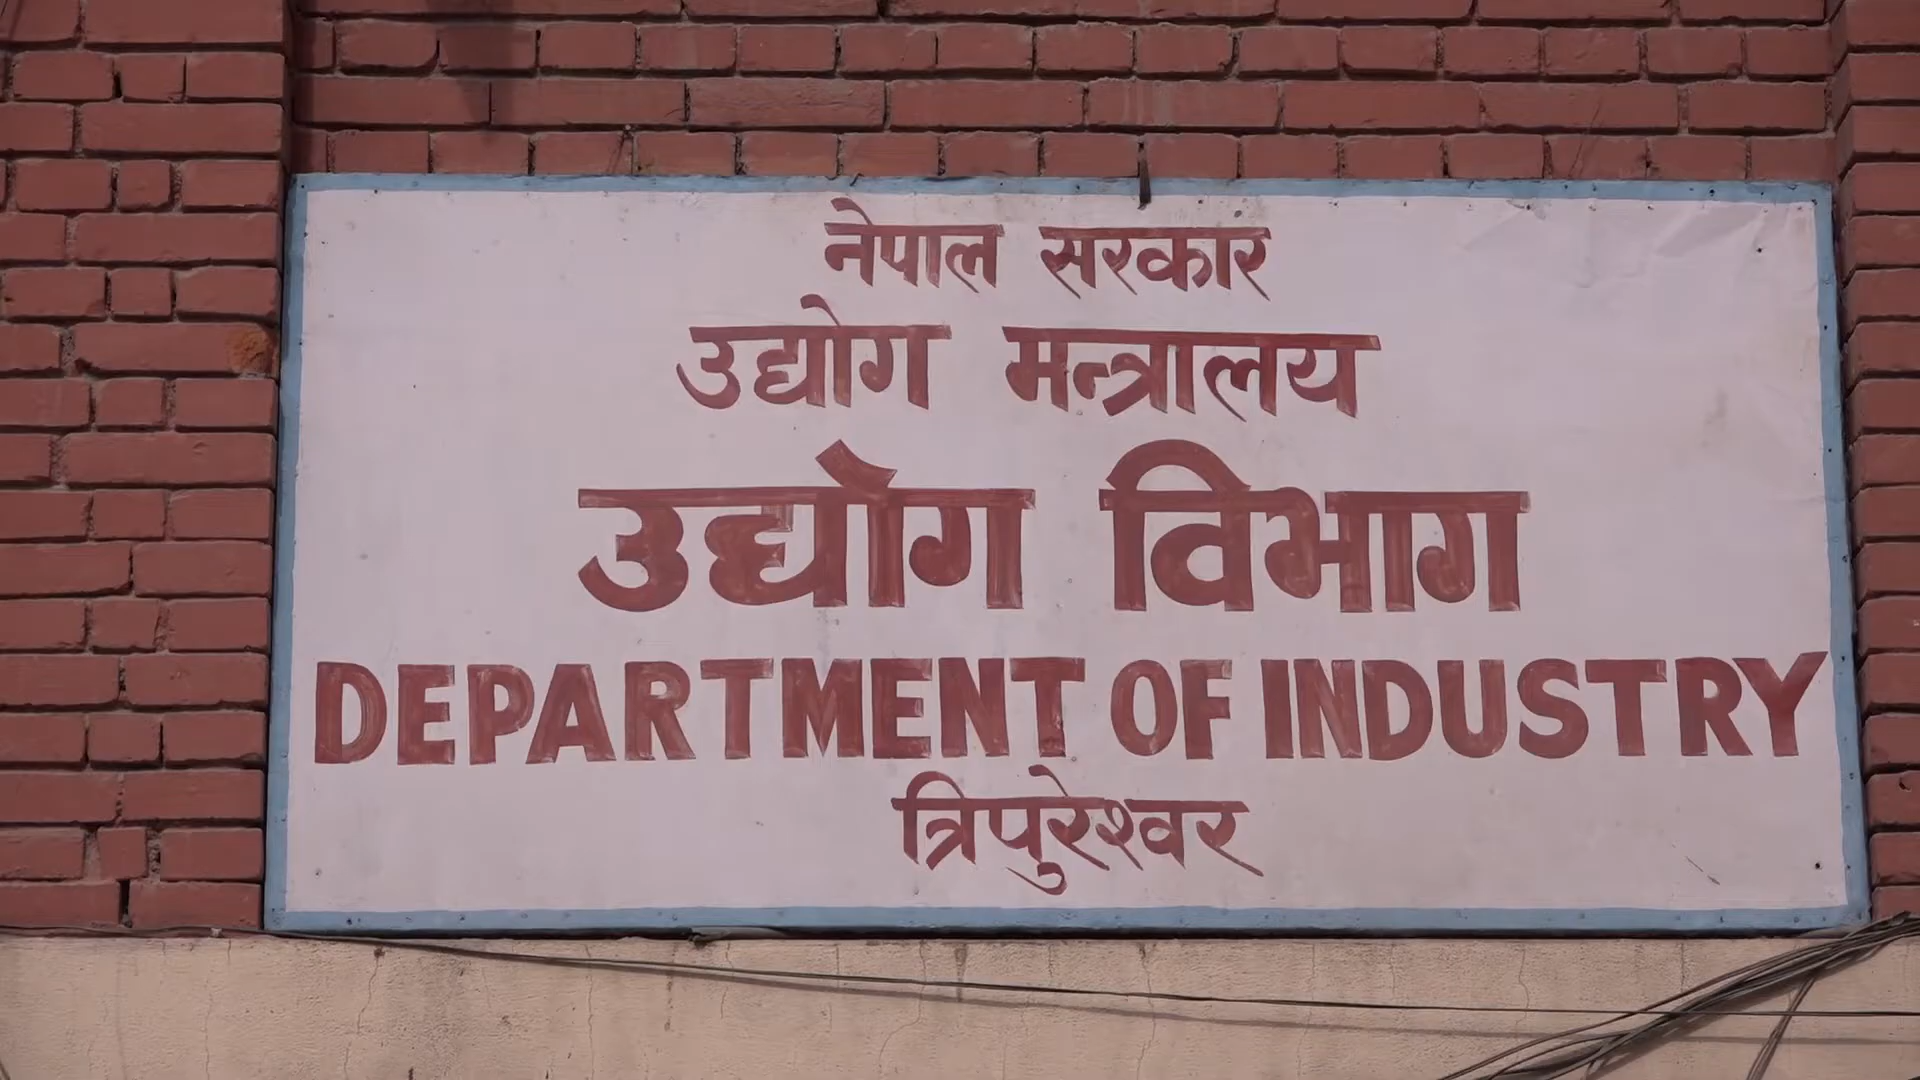 नेपाल सरकार
उद्योग मन्त्रालय
उद्योग विभाग
DEPARTMENT OF INDUSTRY
त्रिपुरेश्वर